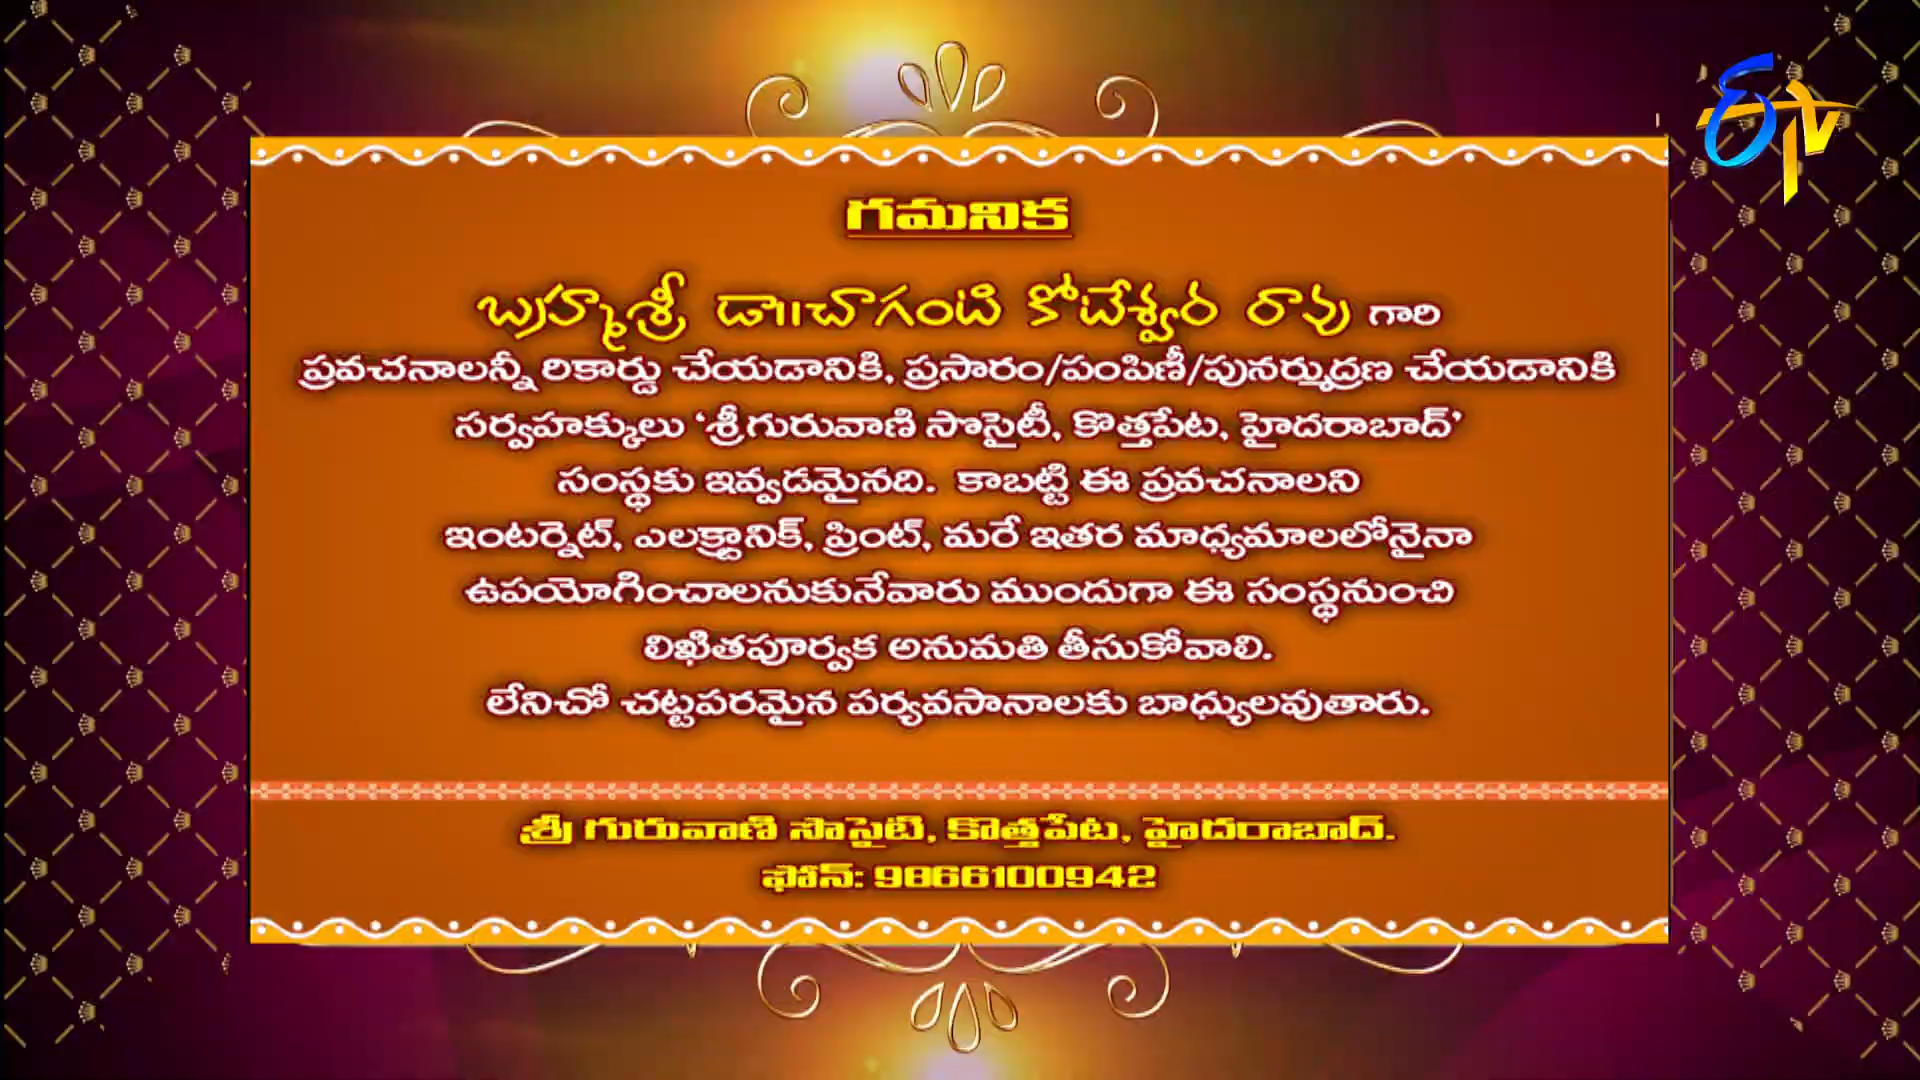 ETV
గమనిక
బ్రహ్మశ్రీ డా॥చాగంటి కోటేశ్వర రావు గారి
ప్రవచనాలన్నీ రికార్డు చేయడానికి, ప్రసారం/పంపిణీ/పునర్ముద్రణ చేయడానికి
సర్వహక్కులు ‘శ్రీగురువాణి సొసైటీ, కొత్తపేట, హైదరాబాద్’
సంస్థకు ఇవ్వడమైనది. కాబట్టి ఈ ప్రవచనాలని
ఇంటర్నెట్, ఎలక్ట్రానిక్, ప్రింట్, మరే ఇతర మాధ్యమాలలోనైనా
ఉపయోగించాలనుకునేవారు ముందుగా ఈ సంస్థనుంచి
లిఖితపూర్వక అనుమతి తీసుకోవాలి.
లేనిచో చట్టపరమైన పర్యవసానాలకు బాధ్యులవుతారు.
శ్రీ గురువాణి సొసైటి, కొత్తపేట, హైదరాబాద్.
ఫోన్: 9866100942